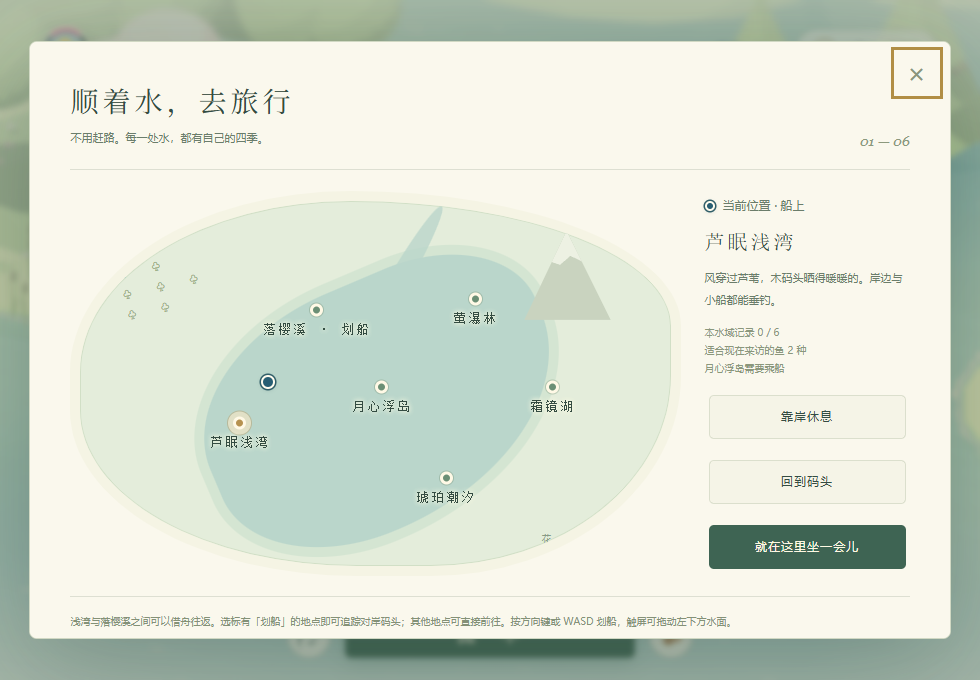 顺着水，去旅行
不用赶路。每一处水，都有自己的四季。
01 — 06
当前位置 · 船上
芦眠浅湾
风穿过芦苇，木码头晒得暖暖的。岸边与
小船都能垂钓。
本水域记录 0 / 6
适合现在来访的鱼 2 种
月心浮岛需要乘船
靠岸休息
回到码头
就在这里坐一会儿
萤瀑林
落樱溪 · 划船
月心浮岛
霜镜湖
芦眠浅湾
琥珀潮汐
花
浅湾与落樱溪之间可以借舟往返。选标有「划船」的地点即可追踪对岸码头；其他地点可直接前往。按方向键或 WASD 划船，触屏可拖动左下方水面。